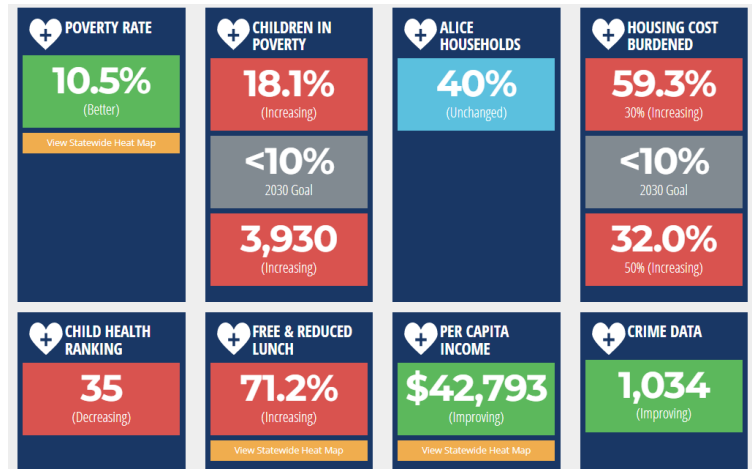 POVERTY RATE
10.5%
(Better)
View Statewide Heat Map
CHILDREN IN
POVERTY
18.1%
(Increasing)
<10%
2030 Goal
3,930
(Increasing)
ALICE
HOUSEHOLDS
40%
(Unchanged)
HOUSING COST
BURDENED
59.3%
30% (Increasing)
<10%
2030 Goal
32.0%
50% (Increasing)
CHILD HEALTH
RANKING
35
(Decreasing)
FREE & REDUCED
LUNCH
71.2%
(Increasing)
View Statewide Heat Map
PER CAPITA
INCOME
$42,793
(Improving)
View Statewide Heat Map
CRIME DATA
1,034
(Improving)